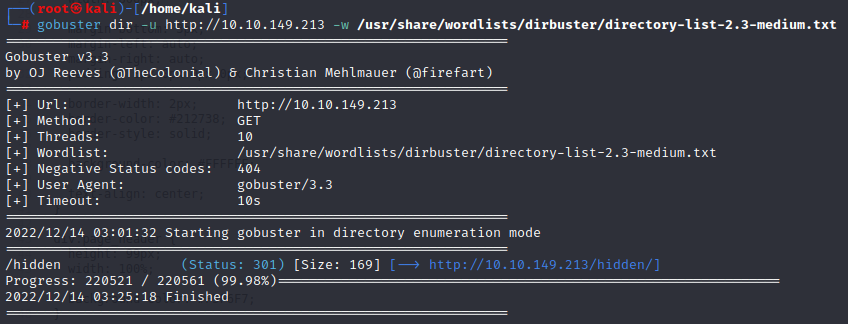 ┌──(root㉿kali)-[/home/kali]
└─# gobuster dir -u http://10.10.149.213 -w /usr/share/wordlists/dirbuster/directory-list-2.3-medium.txt
===============================================================
Gobuster v3.3
by OJ Reeves (@TheColonial) & Christian Mehlmauer (@firefart)
===============================================================
[+] Url:                     http://10.10.149.213
[+] Method:                  GET
[+] Threads:                 10
[+] Wordlist:                /usr/share/wordlists/dirbuster/directory-list-2.3-medium.txt
[+] Negative Status codes:   404
[+] User Agent:              gobuster/3.3
[+] Timeout:                 10s
===============================================================
2022/12/14 03:01:32 Starting gobuster in directory enumeration mode
===============================================================
/hidden               (Status: 301) [Size: 169] [--> http://10.10.149.213/hidden/]
Progress: 220521 / 220561 (99.98%)===============================================================
2022/12/14 03:25:18 Finished
===============================================================